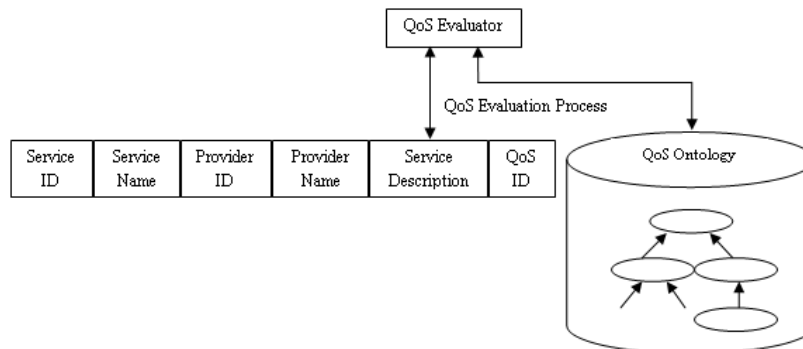 QoS Evaluator
QoS Evaluation Process
Service ID
Service Name
Provider ID
Provider Name
Service Description
QoS ID
QoS Ontology